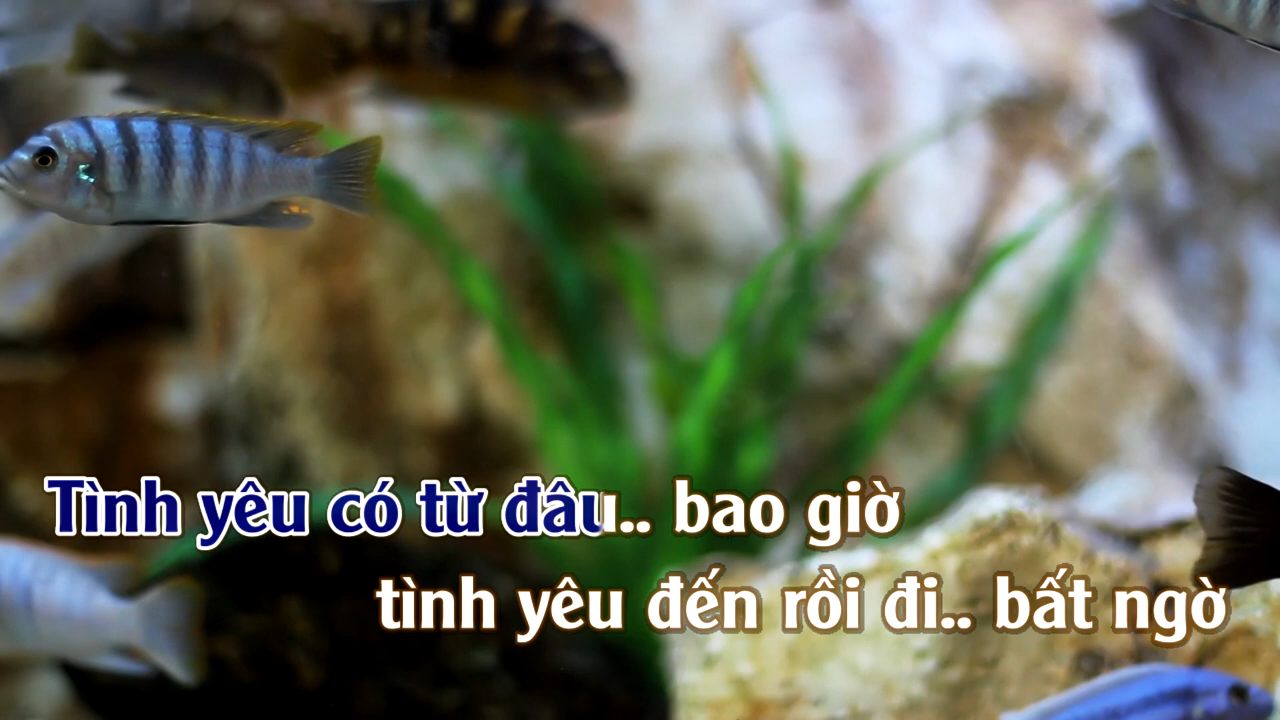 Tình yêu có từ đâu.. bao giờ
tình yêu đến rồi đi.. bất ngờ